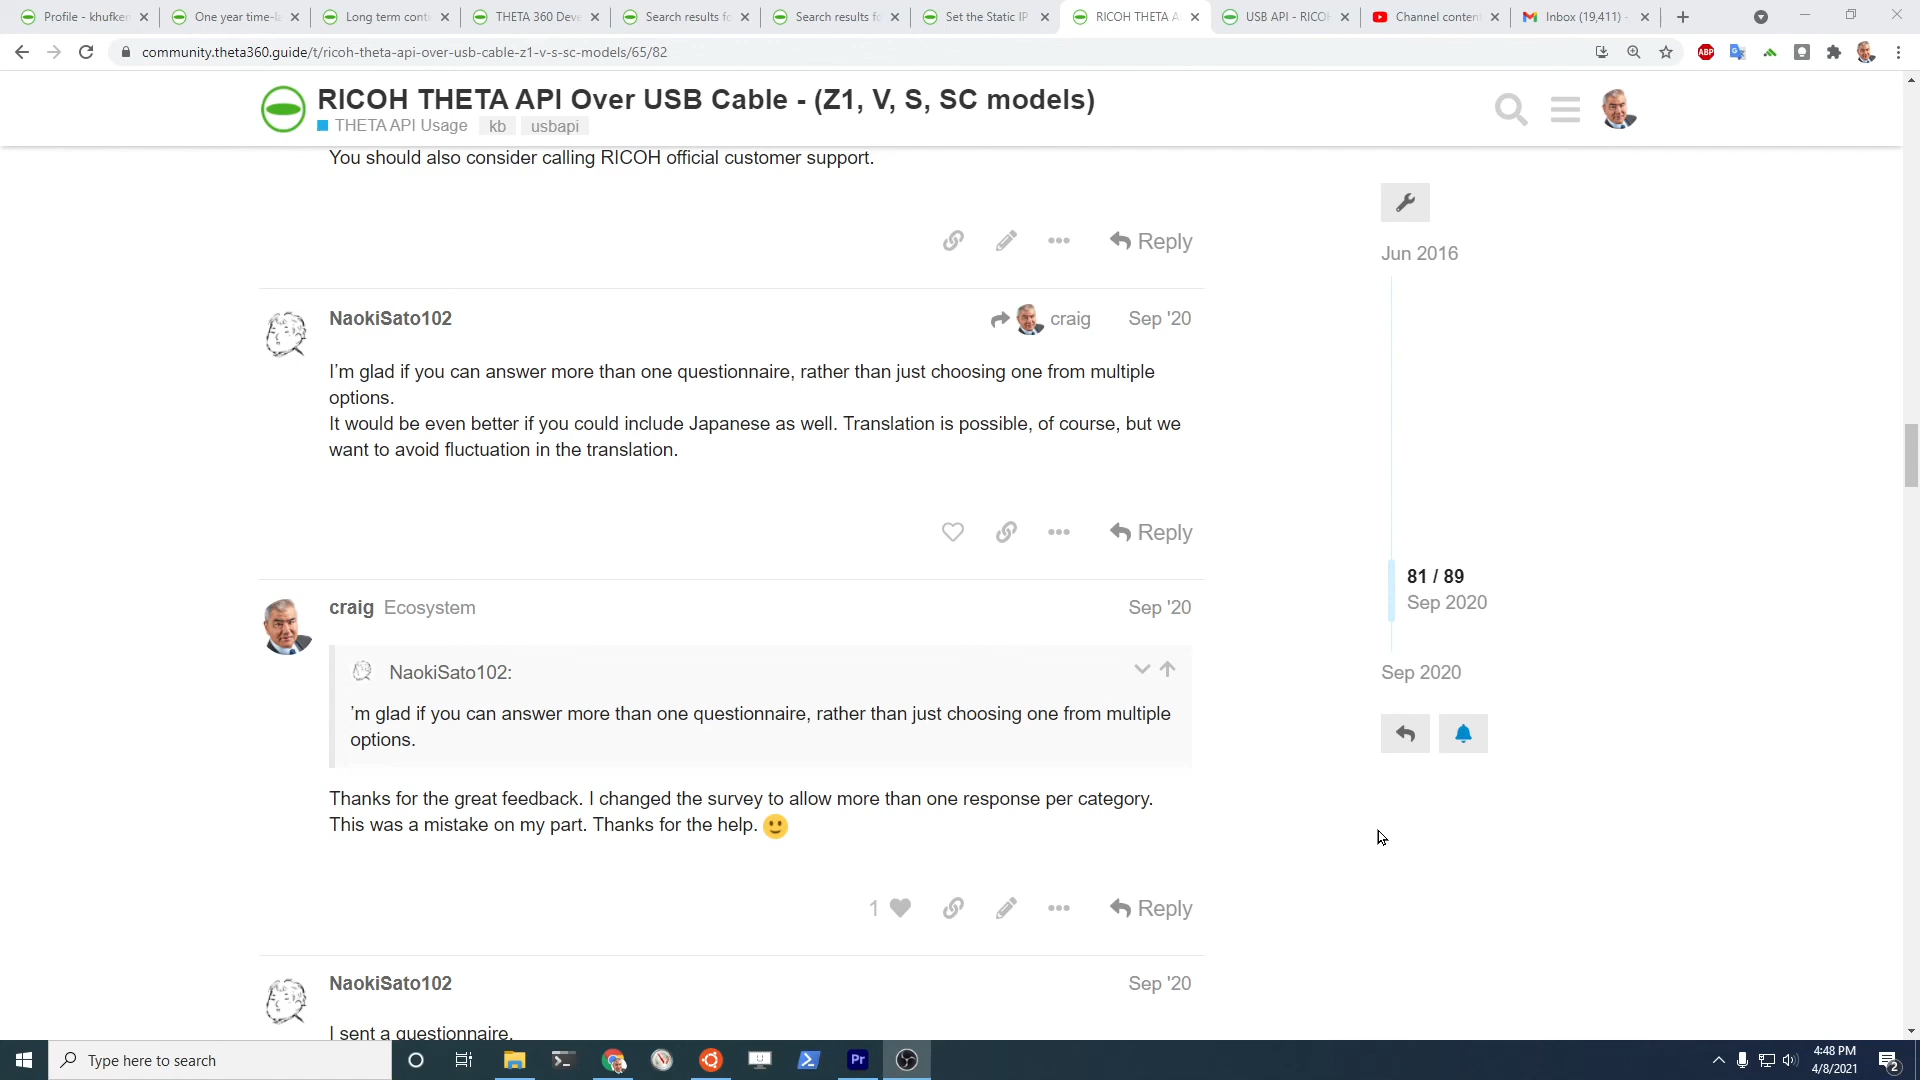 Profile - khufken
One year time-la
Long term conti
THETA 360 Deve
Search results fo
Search results fo
Set the Static IP
RICOH THETA A
USB API - RICOH
Channel content
Inbox (19,411) -
community.theta360.guide/t/ricoh-theta-api-over-usb-cable-z1-v-s-sc-models/65/82
ABP
RICOH THETA API Over USB Cable - (Z1, V, S, SC models)
THETA API Usage kb usbapi
You should also consider calling RICOH official customer support.
Reply
Jun 2016
NaokiSato102 craig Sep '20
I'm glad if you can answer more than one questionnaire, rather than just choosing one from multiple
options.
It would be even better if you could include Japanese as well. Translation is possible, of course, but we
want to avoid fluctuation in the translation.
Reply
81 / 89
Sep 2020
Sep 2020
craig Ecosystem Sep '20
NaokiSato102:
’m glad if you can answer more than one questionnaire, rather than just choosing one from multiple
options.
Thanks for the great feedback. I changed the survey to allow more than one response per category.
This was a mistake on my part. Thanks for the help.
1 Reply
NaokiSato102 Sep '20
I sent a questionnaire.
Type here to search
Pr
4:48 PM
4/8/2021
2